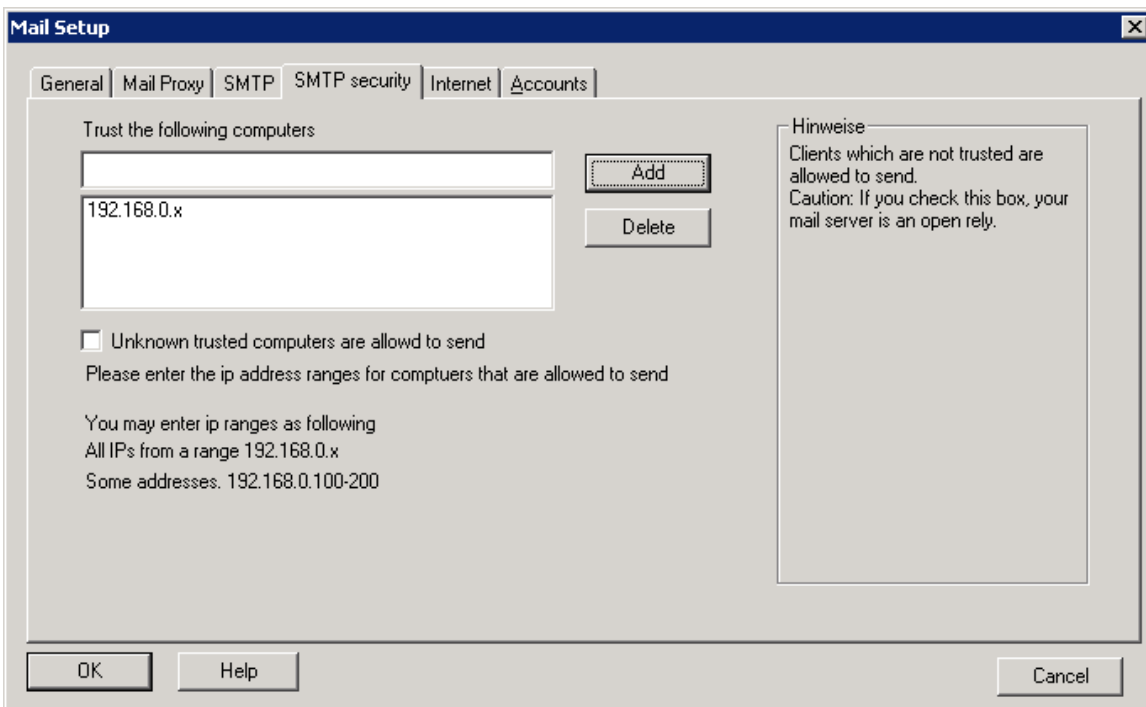 Mail Setup
General Mail Proxy SMTP SMTP security Internet Accounts
Trust the following computers
Add
192.168.0.x
Delete
Unknown trusted computers are allowd to send
Please enter the ip address ranges for comptuers that are allowed to send
You may enter ip ranges as following
All IPs from a range 192.168.0.x
Some addresses. 192.168.0.100-200
Hinweise
Clients which are not trusted are
allowed to send.
Caution: If you check this box, your
mail server is an open rely.
OK Help Cancel